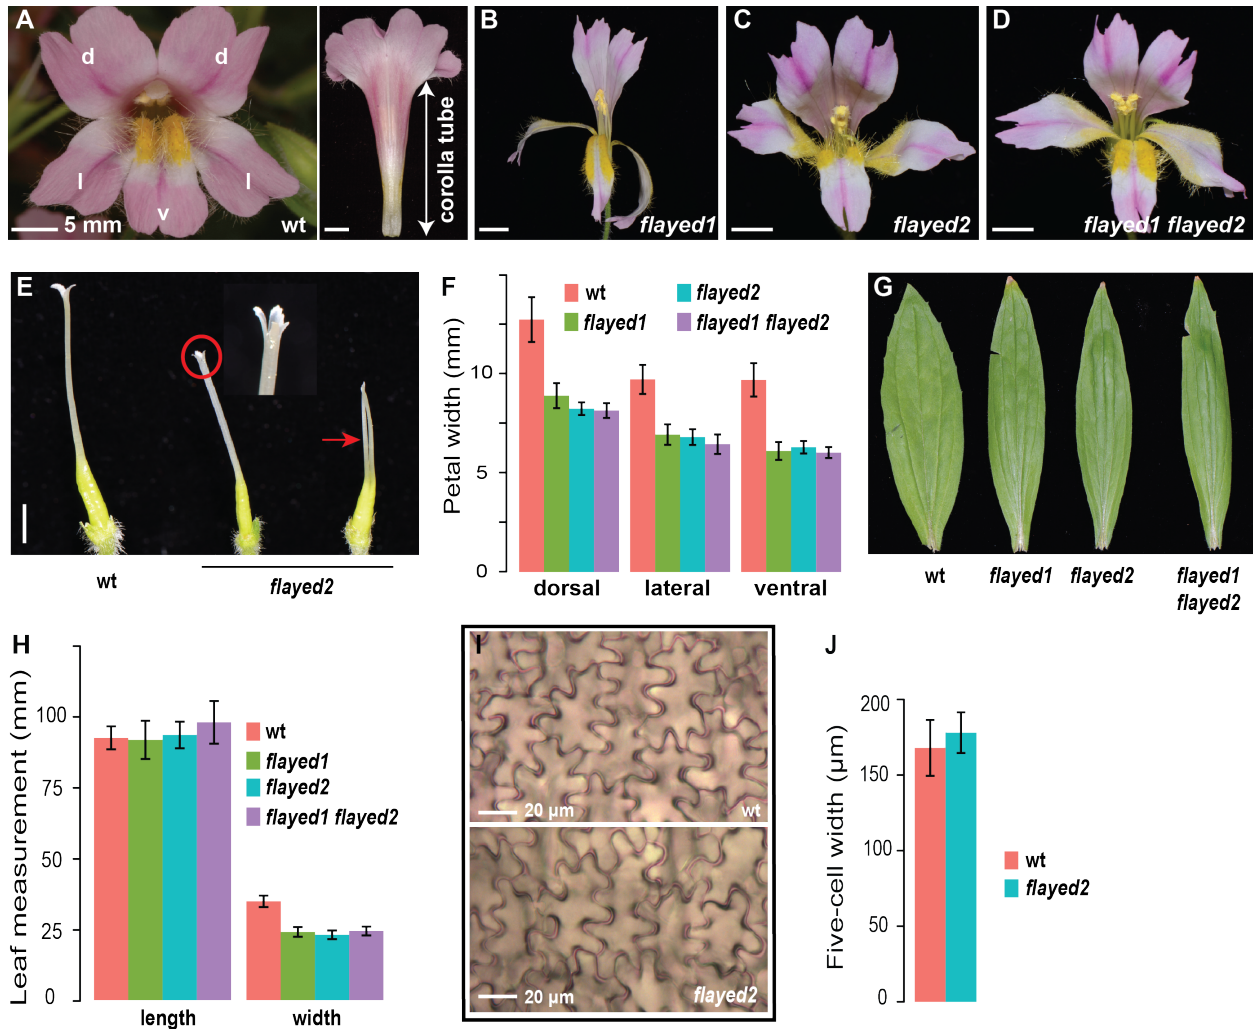 A
d
d
l
l
v
5 mm
wt
corolla tube
B
flayed1
C
flayed2
D
flayed1 flayed2
E
wt
flayed2
F
Petal width (mm)
10
5
0
wt
flayed1
flayed2
flayed1 flayed2
dorsal
lateral
ventral
G
wt
flayed1
flayed2
flayed1
flayed2
H
Leaf measurement (mm)
100
75
50
25
0
wt
flayed1
flayed2
flayed1 flayed2
length
width
I
20 µm
wt
20 µm
flayed2
J
Five-cell width (µm)
200
150
100
50
0
wt
flayed2